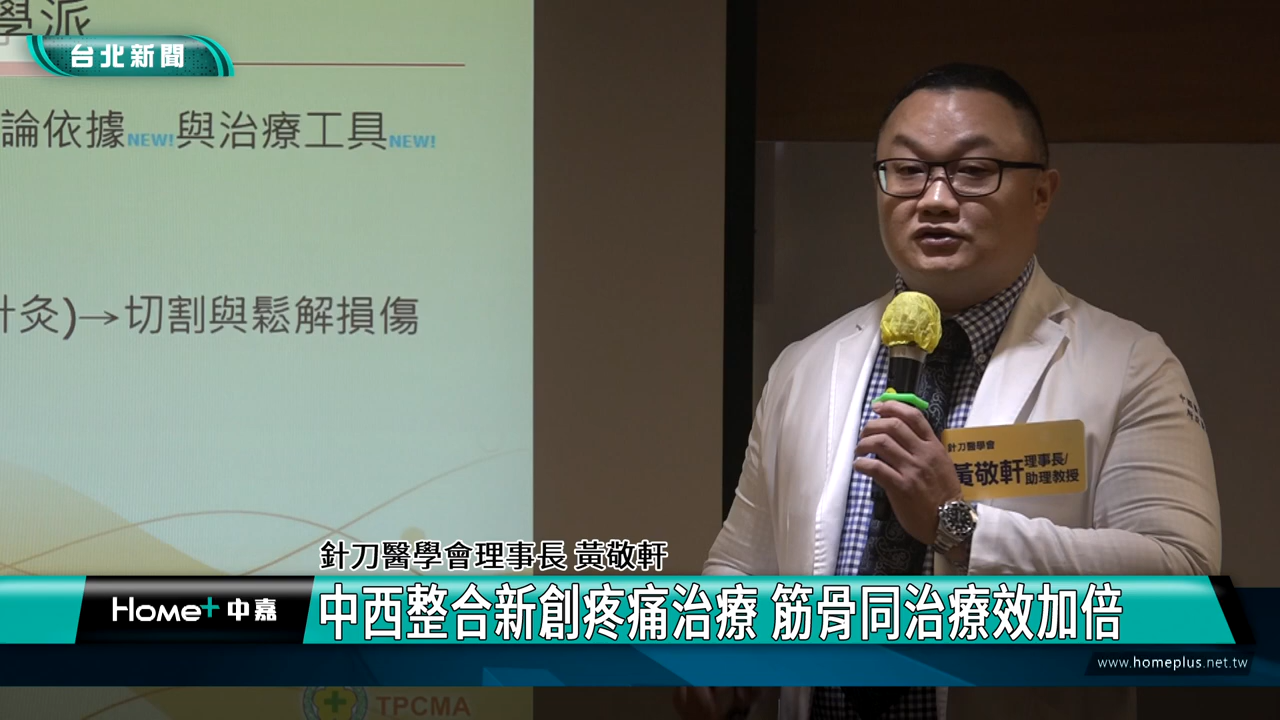 學派
台北新聞
論依據NEW!與治療工具NEW!
針灸)→切割與鬆解損傷
針刀醫學會
黃敬軒理事長/
助理教授
針刀醫學會理事長 黃敬軒
Home+中嘉
中西整合新創疼痛治療 筋骨同治療效加倍
www.homeplus.net.tw
TPCMA